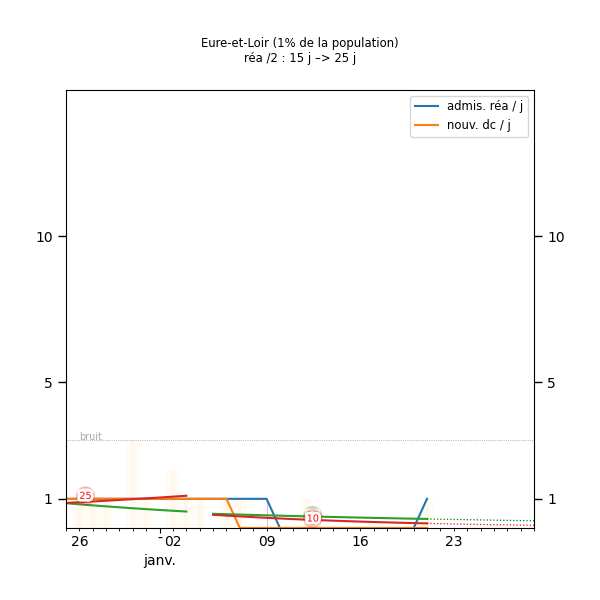 Eure-et-Loir (1% de la population)
réa /2 : 15 j –> 25 j
admis. réa / j
nouv. dc / j
10 10
5 5
bruit
25
1 1
10
26 02 09 16 23
janv.